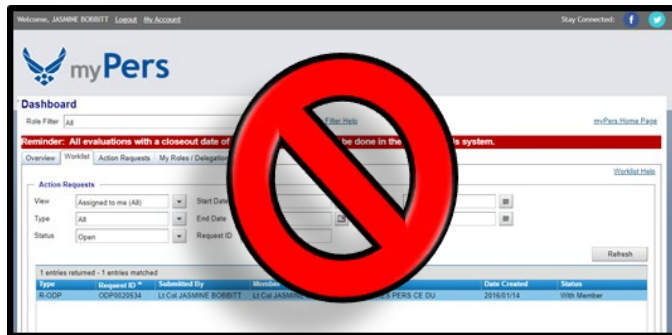 Welcome, JASMINE BOBBITT Logout My Account Stay Connected:
myPers
Dashboard
Role Filter All Filter Help myPers Home Page
Reminder: All evaluations with a closeout date of be done in the system.
Overview Worklist Action Requests My Roles / Delegation
Worklist Help
Action Requests
View Assigned to me (All) Start Date
Type All End Date
Status Open Request ID
Refresh
1 entries returned - 1 entries matched
Type Request ID Submitted By Member Date Created Status
R-ODP ODP0020534 Lt Col JASMINE BOBBITT Lt Col JASMINE PERS CE DU 2016/01/14 With Member